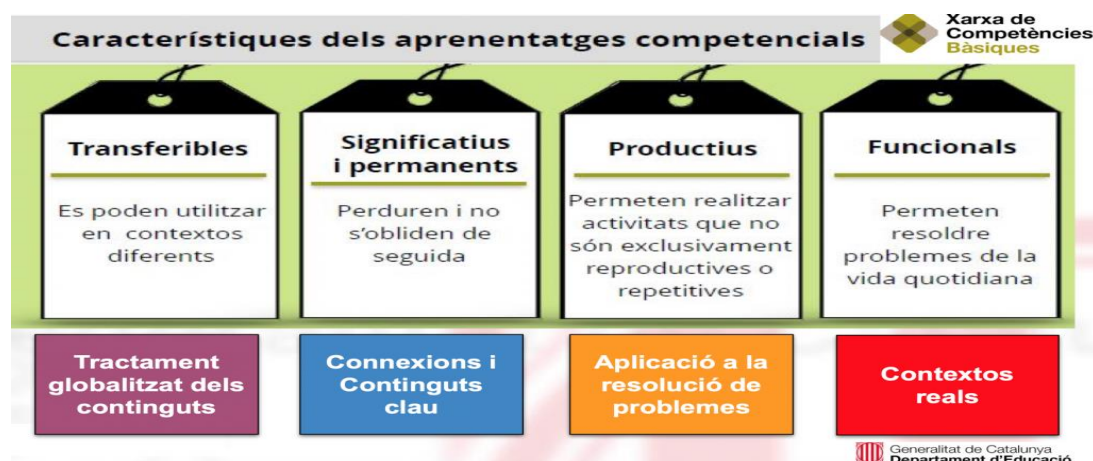 Característiques dels aprenentatges competencials
Xarxa de
Competències
Bàsiques
Transferibles
Es poden utilitzar
en contextos
diferents
Significatius
i permanents
Perduren i no
s'obliden de
seguida
Productius
Permeten realitzar
activitats que no
són exclusivament
reproductives o
repetitives
Funcionals
Permeten
resoldre
problemes de la
vida quotidiana
Tractament
globalitzat dels
continguts
Connexions i
Continguts
clau
Aplicació a la
resolució de
problemes
Contextos
reals
Generalitat de Catalunya
Departament d'Educació